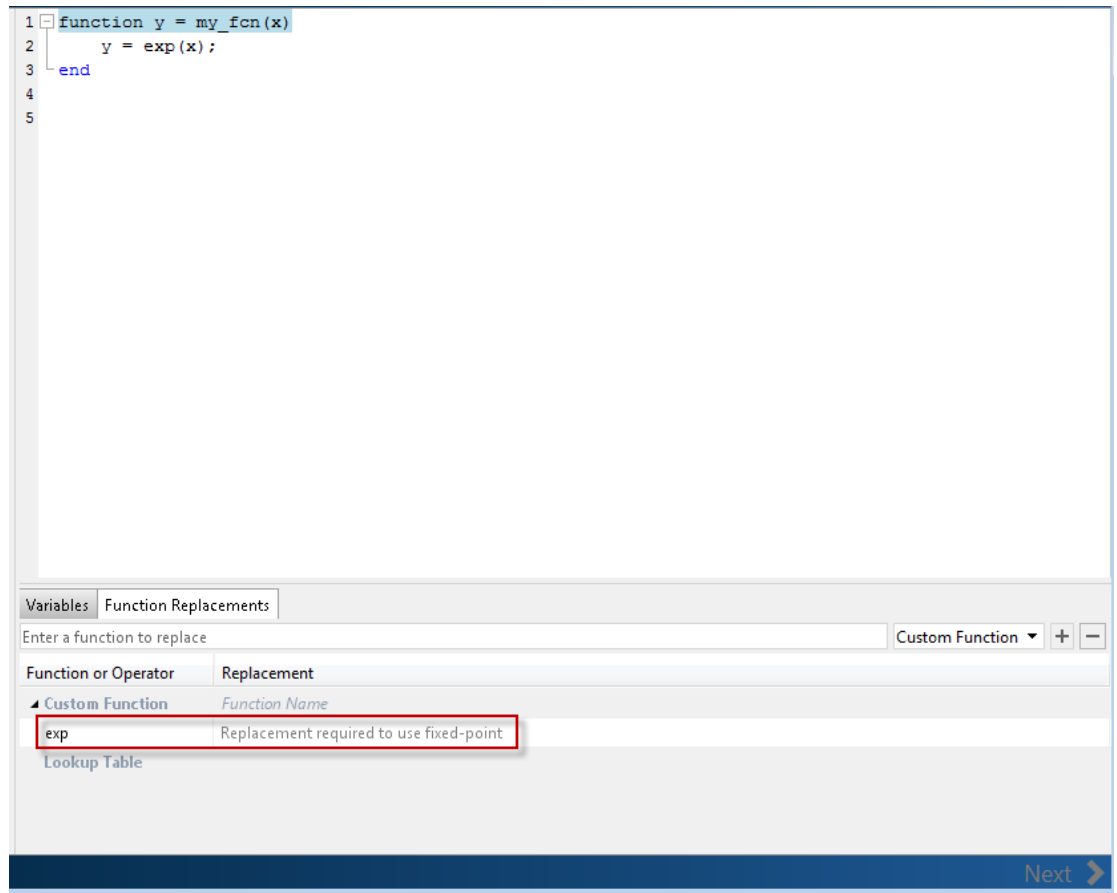 1 function y = my_fcn(x)
2 y = exp(x);
3 end
4
5
Variables Function Replacements
Enter a function to replace Custom Function
Function or Operator Replacement
Custom Function Function Name
exp Replacement required to use fixed-point
Lookup Table
Next